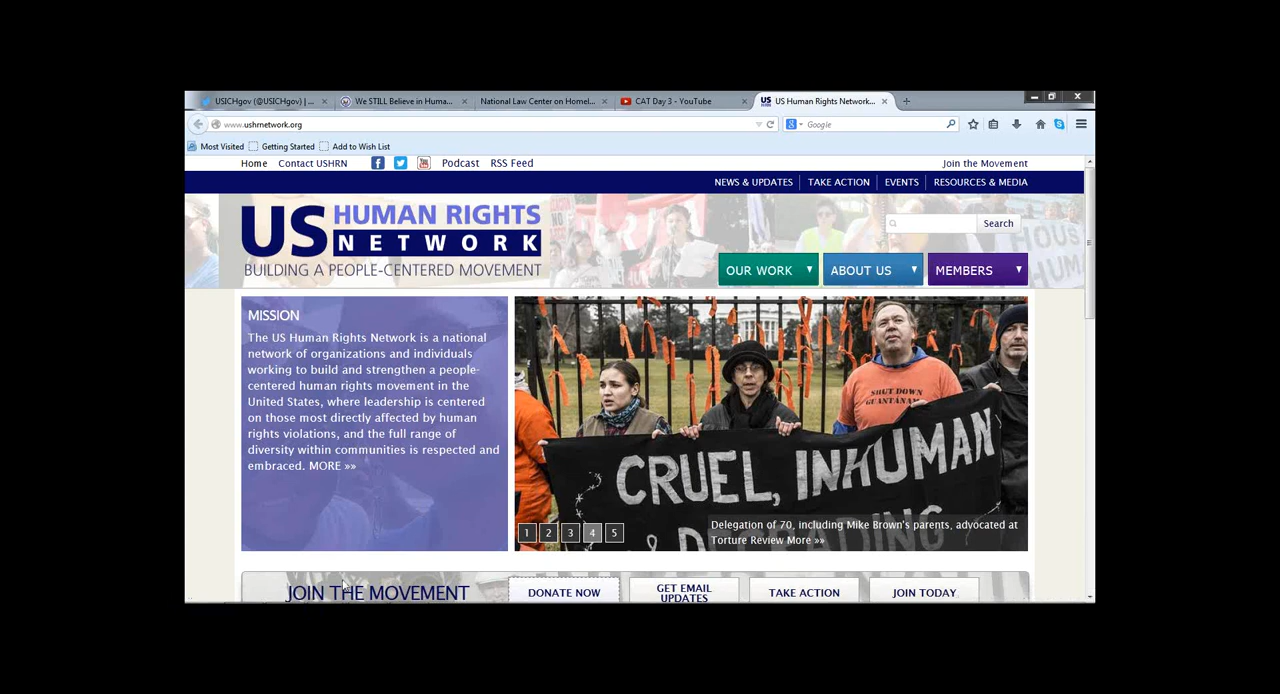 USICHgov (@USICHgov) | ...
We STILL Believe in Huma...
National Law Center on Homel...
CAT Day 3 - YouTube
US Human Rights Network...
www.ushrnetwork.org
Google
Most Visited
Getting Started
Add to Wish List
Home
Contact USHRN
Podcast
RSS Feed
Join the Movement
NEWS & UPDATES
TAKE ACTION
EVENTS
RESOURCES & MEDIA
US HUMAN RIGHTS
NETWORK
BUILDING A PEOPLE-CENTERED MOVEMENT
Search
HOUS
HUM
OUR WORK
ABOUT US
MEMBERS
MISSION
The US Human Rights Network is a national
network of organizations and individuals
working to build and strengthen a people-
centered human rights movement in the
United States, where leadership is centered
on those most directly affected by human
rights violations, and the full range of
diversity within communities is respected and
embraced. MORE »»
SHUT DOWN
GUANTÁNAMO
CRUEL, INHUMAN
& DEGRADING
1 2 3 4 5
Delegation of 70, including Mike Brown's parents, advocated at
Torture Review More »»
JOIN THE MOVEMENT
DONATE NOW
GET EMAIL
UPDATES
TAKE ACTION
JOIN TODAY